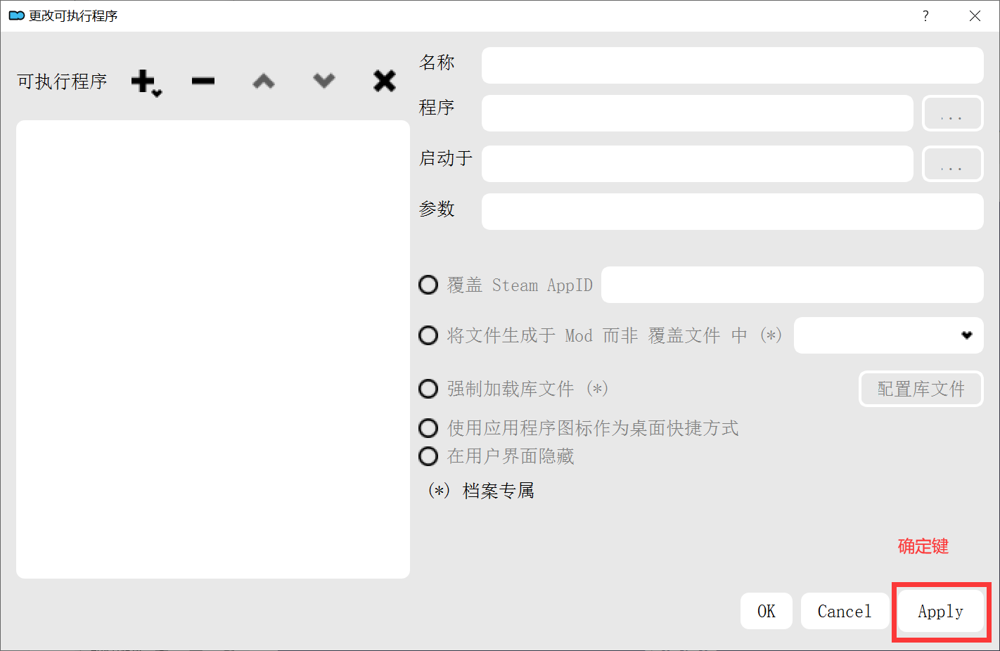 更改可执行程序
?
可执行程序
名称
程序
...
启动于
...
参数
覆盖 Steam AppID
将文件生成于 Mod 而非 覆盖文件 中 (*)
强制加载库文件 (*)
配置库文件
使用应用程序图标作为桌面快捷方式
在用户界面隐藏
(*) 档案专属
确定键
OK
Cancel
Apply